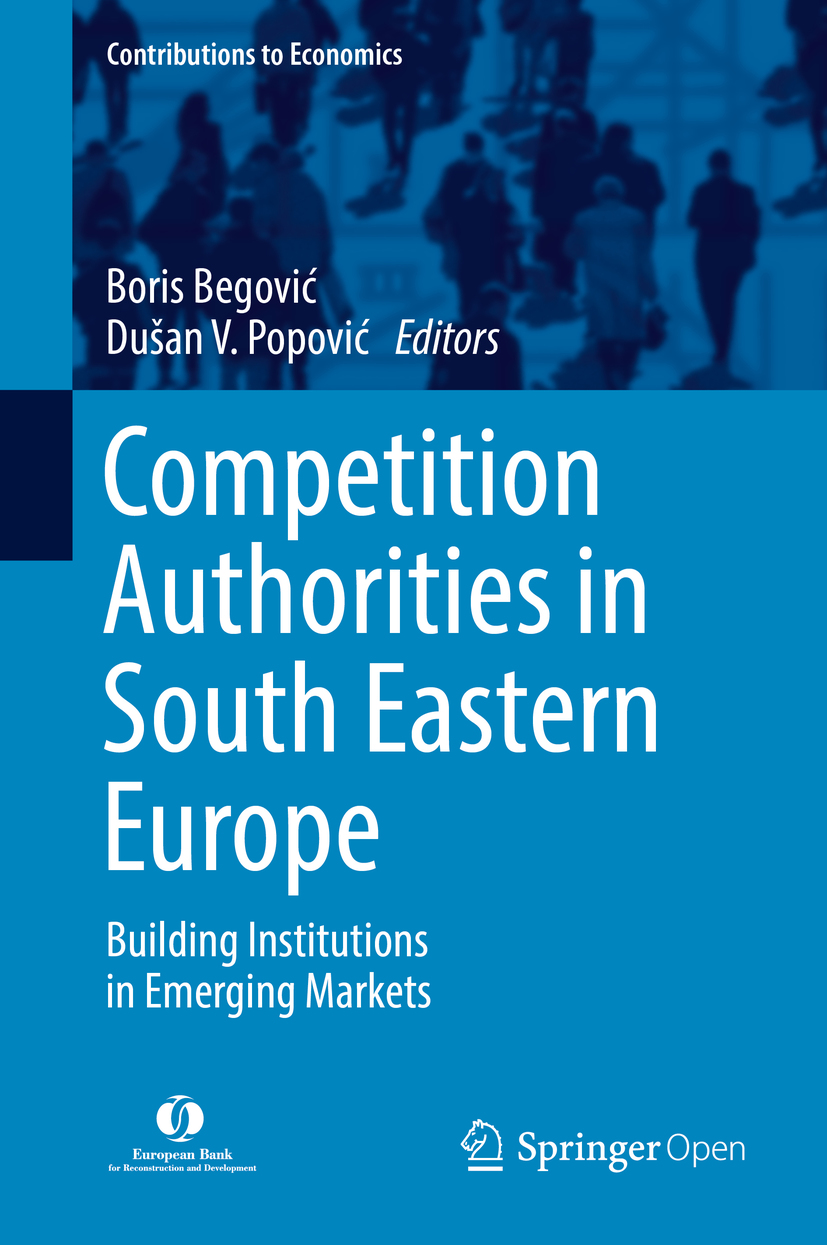 Contributions to Economics
Boris Begović
Dušan V. Popović Editors
Competition
Authorities in
South Eastern
Europe
Building Institutions
in Emerging Markets
European Bank
for Reconstruction and Development
Springer Open